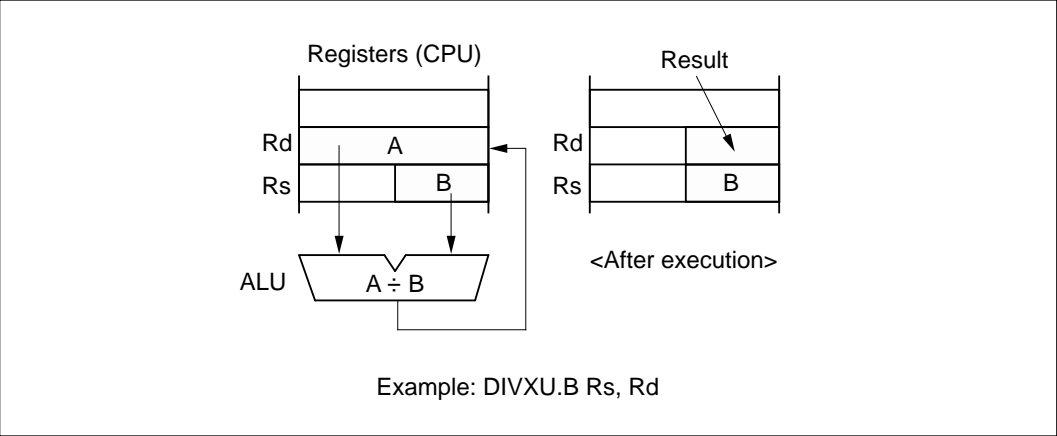 Registers (CPU)
Result
Rd
A
Rd
Rs
B
Rs
B
<After execution>
ALU
A ÷ B
Example: DIVXU.B Rs, Rd